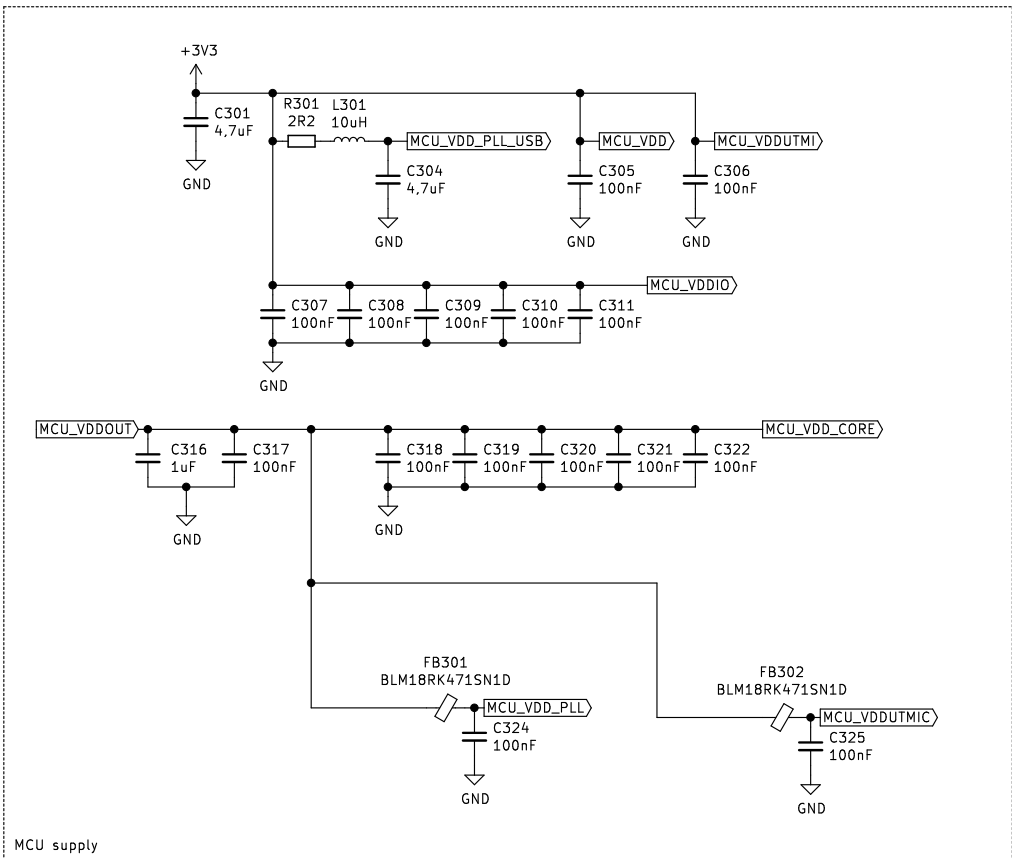 +3V3
C301
4,7uF
GND
R301
2R2
L301
10uH
MCU_VDD_PLL_USB
C304
4,7uF
GND
MCU_VDD
C305
100nF
GND
MCU_VDDUTMI
C306
100nF
GND
MCU_VDDIO
C307
100nF
C308
100nF
C309
100nF
C310
100nF
C311
100nF
GND
MCU_VDDOUT
C316
1uF
C317
100nF
GND
C318
100nF
C319
100nF
C320
100nF
C321
100nF
C322
100nF
MCU_VDD_CORE
GND
FB301
BLM18RK471SN1D
MCU_VDD_PLL
C324
100nF
GND
FB302
BLM18RK471SN1D
MCU_VDDUTMIC
C325
100nF
GND
MCU supply